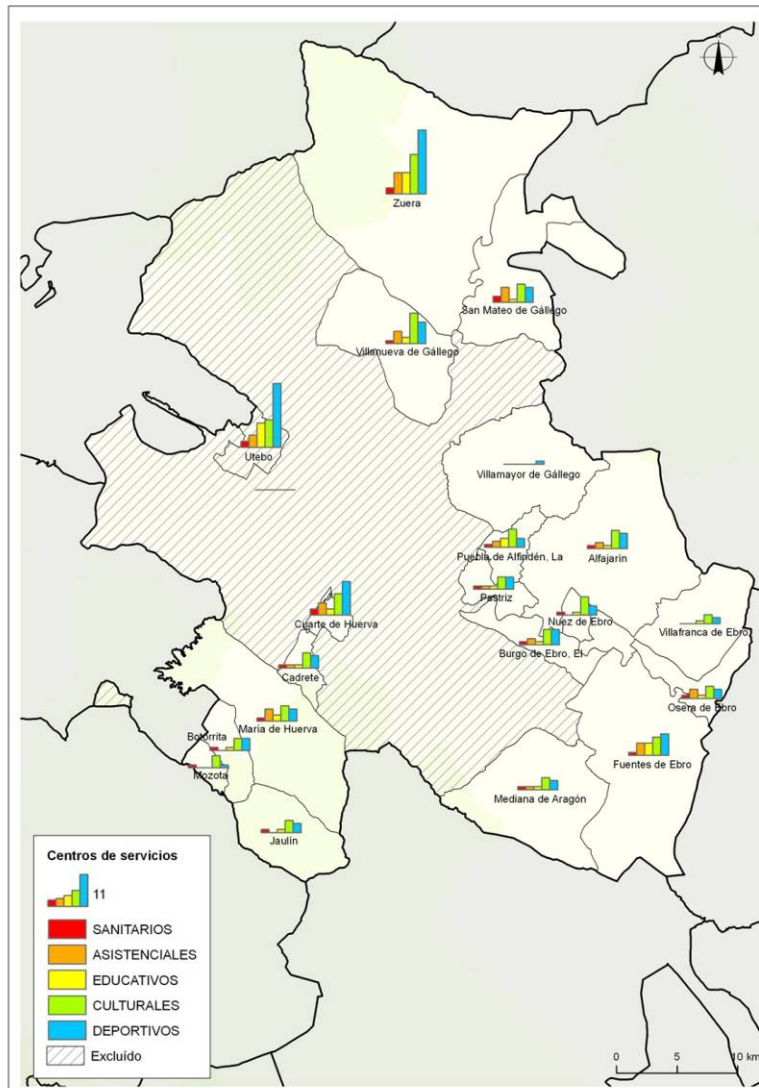 N
Zuera
San Mateo de Gállego
Villanueva de Gállego
Utebo
Villamayor de Gállego
Puebla de Alfindén, La
Alfajarín
Pastriz
Nuez de Ebro
Cuarte de Huerva
Villafranca de Ebro
Burgo de Ebro, El
Cadrete
Osera de Ebro
María de Huerva
Botorrita
Fuentes de Ebro
Mozota
Mediana de Aragón
Jaulín
Centros de servicios
11
SANITARIOS
ASISTENCIALES
EDUCATIVOS
CULTURALES
DEPORTIVOS
Excluído
0 5 10 km